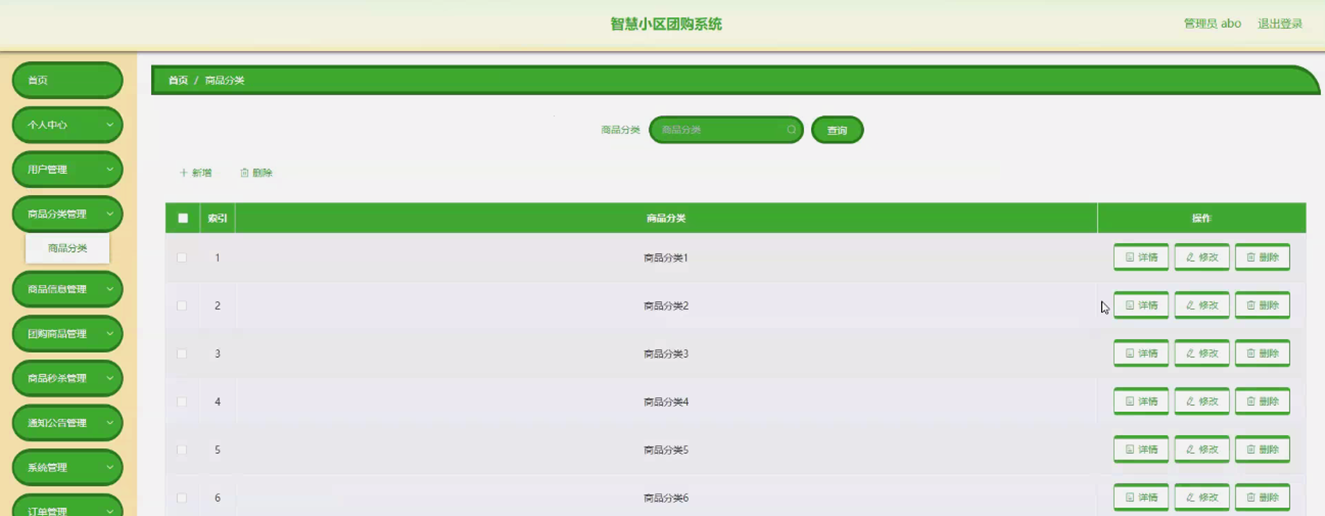 智慧小区团购系统
管理员 abo 退出登录
首页
个人中心
用户管理
商品分类管理
商品分类
商品信息管理
团购商品管理
商品秒杀管理
通知公告管理
系统管理
订单管理
首页 / 商品分类
商品分类 商品分类 查询
新增 删除
索引 商品分类 操作
1 商品分类1 详情 修改 删除
2 商品分类2 详情 修改 删除
3 商品分类3 详情 修改 删除
4 商品分类4 详情 修改 删除
5 商品分类5 详情 修改 删除
6 商品分类6 详情 修改 删除